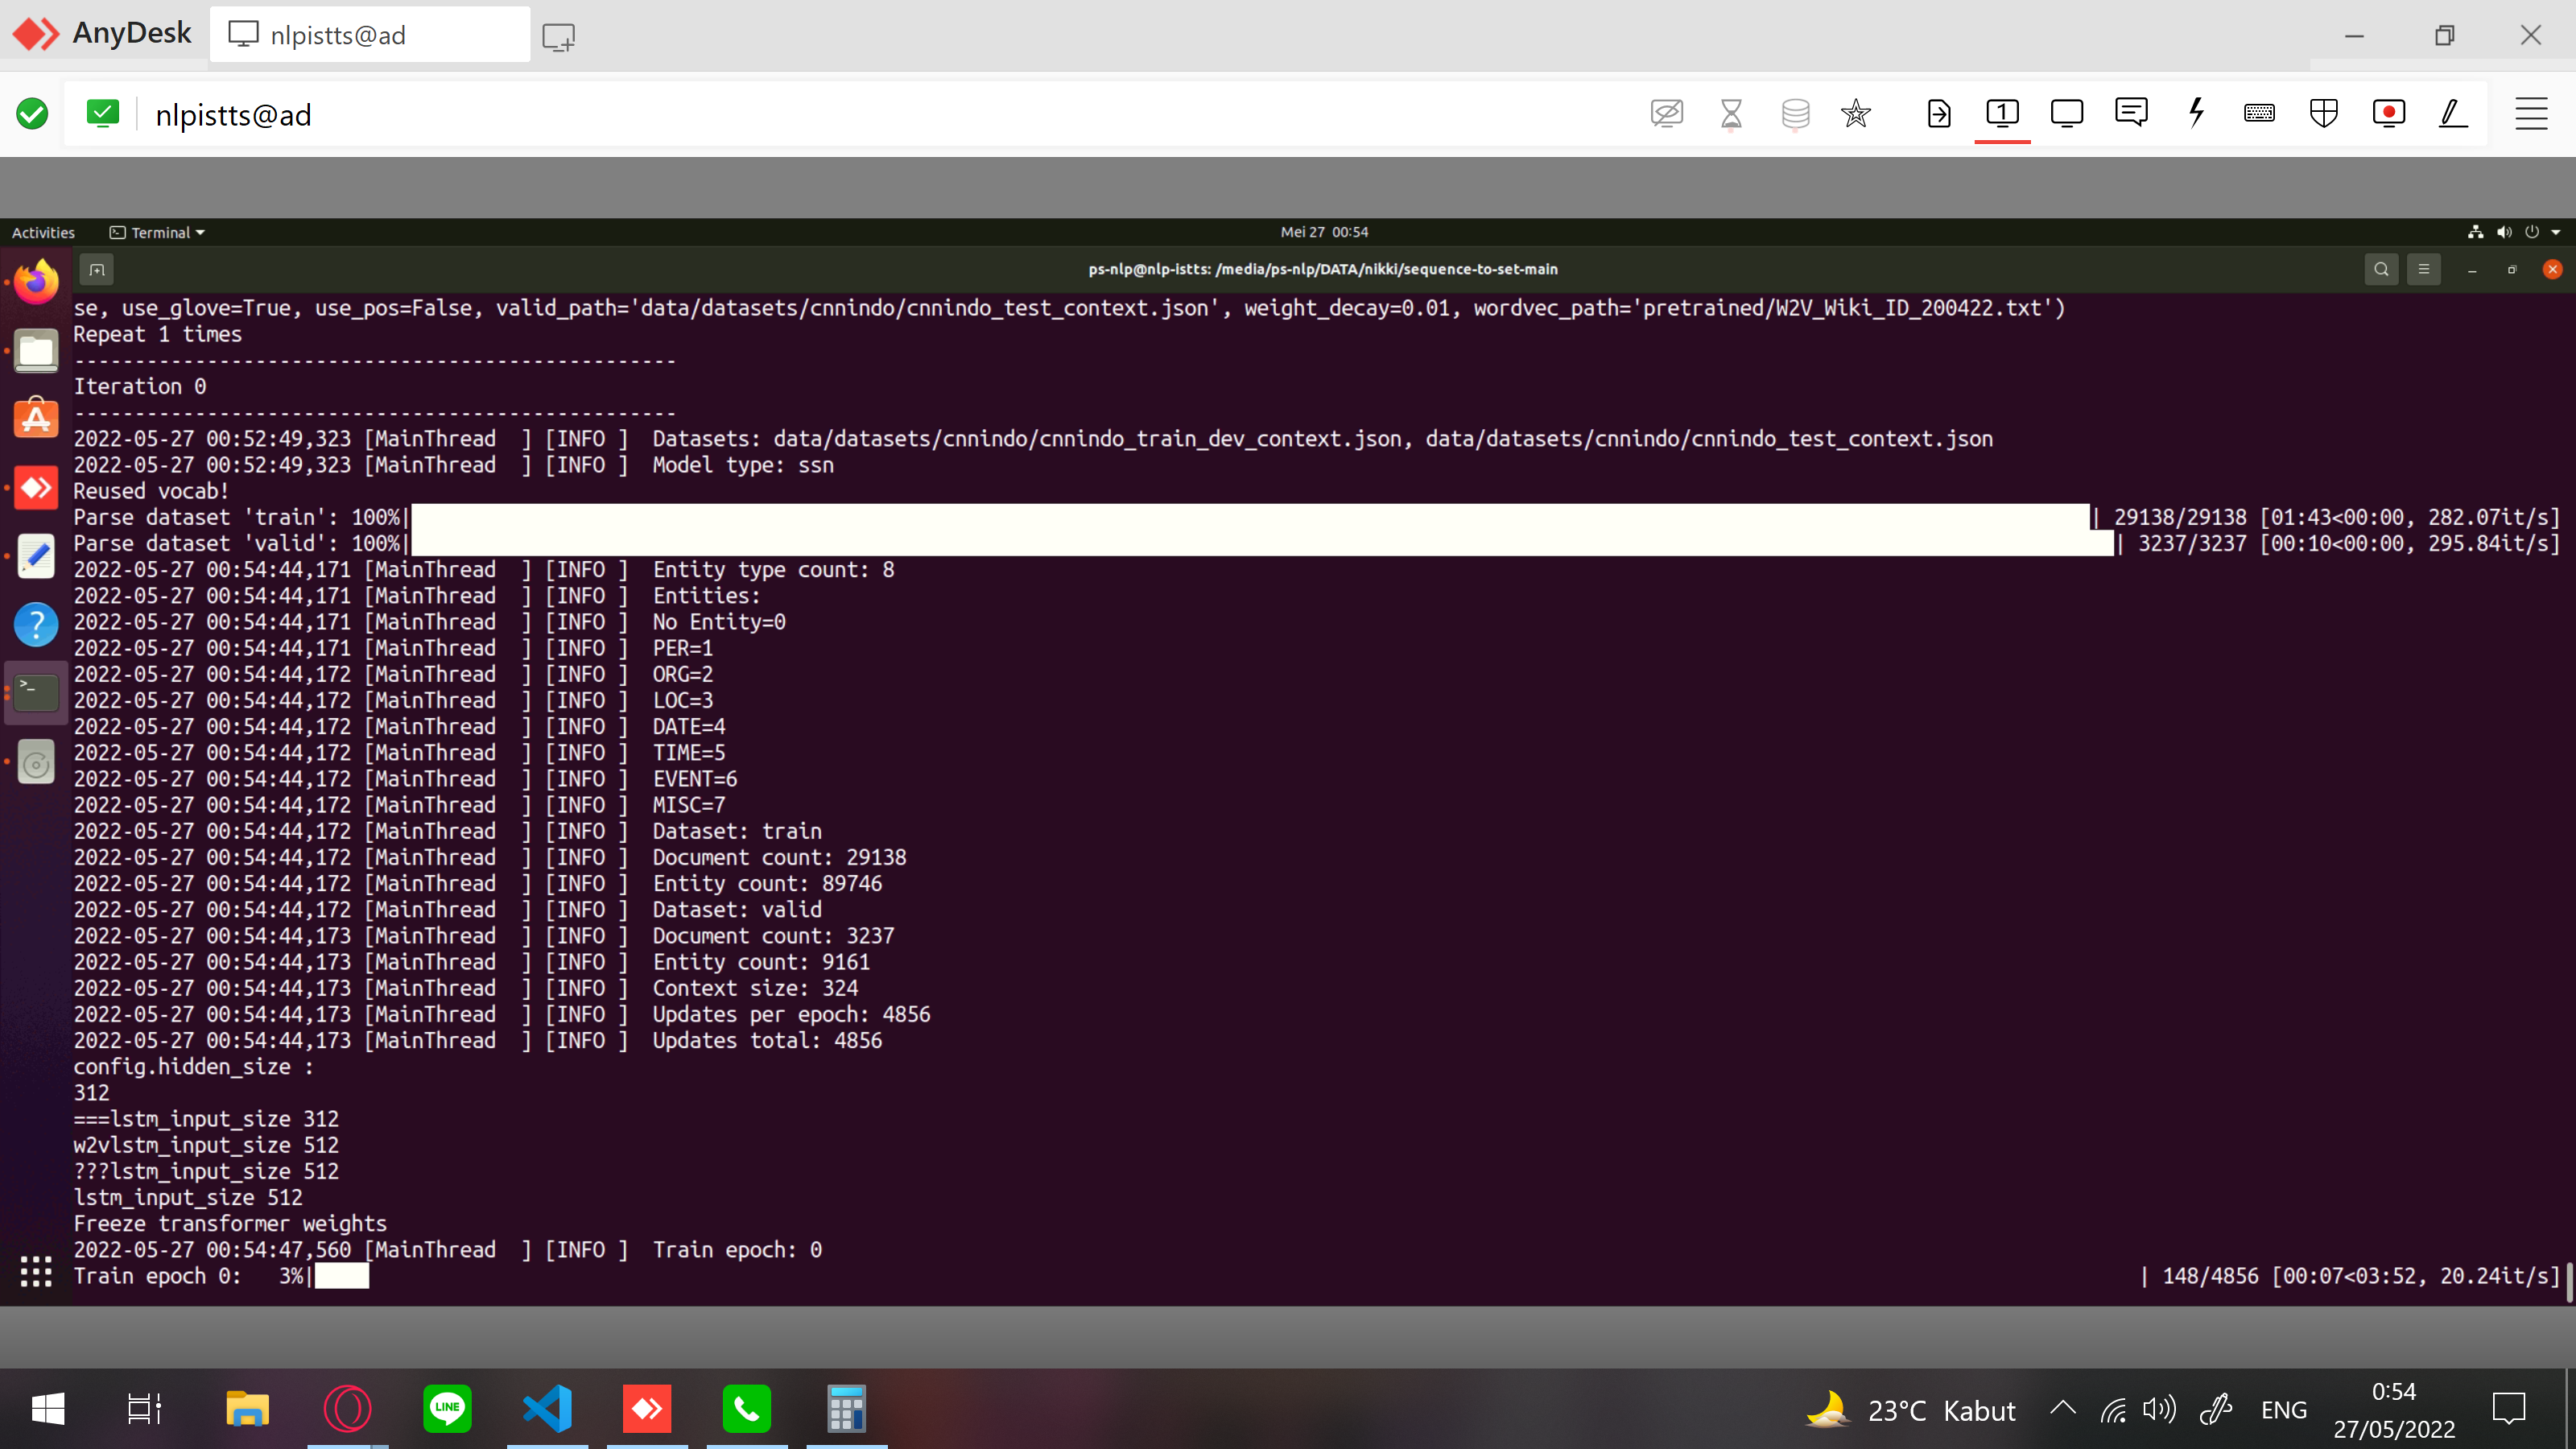 AnyDesk
nlpistts@ad
nlpistts@ad
1
Activities
Terminal
Mei 27 00:54
ps-nlp@nlp-istts: /media/ps-nlp/DATA/nikki/sequence-to-set-main
se, use_glove=True, use_pos=False, valid_path='data/datasets/cnnindo/cnnindo_test_context.json', weight_decay=0.01, wordvec_path='pretrained/W2V_Wiki_ID_200422.txt')
Repeat 1 times
--------------------------------------------------
Iteration 0
--------------------------------------------------
2022-05-27 00:52:49,323 [MainThread  ] [INFO ]  Datasets: data/datasets/cnnindo/cnnindo_train_dev_context.json, data/datasets/cnnindo/cnnindo_test_context.json
2022-05-27 00:52:49,323 [MainThread  ] [INFO ]  Model type: ssn
Reused vocab!
Parse dataset 'train': 100%| | 29138/29138 [01:43<00:00, 282.07it/s]
Parse dataset 'valid': 100%| | 3237/3237 [00:10<00:00, 295.84it/s]
2022-05-27 00:54:44,171 [MainThread  ] [INFO ]  Entity type count: 8
2022-05-27 00:54:44,171 [MainThread  ] [INFO ]  Entities:
2022-05-27 00:54:44,171 [MainThread  ] [INFO ]  No Entity=0
2022-05-27 00:54:44,171 [MainThread  ] [INFO ]  PER=1
2022-05-27 00:54:44,172 [MainThread  ] [INFO ]  ORG=2
2022-05-27 00:54:44,172 [MainThread  ] [INFO ]  LOC=3
2022-05-27 00:54:44,172 [MainThread  ] [INFO ]  DATE=4
2022-05-27 00:54:44,172 [MainThread  ] [INFO ]  TIME=5
2022-05-27 00:54:44,172 [MainThread  ] [INFO ]  EVENT=6
2022-05-27 00:54:44,172 [MainThread  ] [INFO ]  MISC=7
2022-05-27 00:54:44,172 [MainThread  ] [INFO ]  Dataset: train
2022-05-27 00:54:44,172 [MainThread  ] [INFO ]  Document count: 29138
2022-05-27 00:54:44,172 [MainThread  ] [INFO ]  Entity count: 89746
2022-05-27 00:54:44,172 [MainThread  ] [INFO ]  Dataset: valid
2022-05-27 00:54:44,173 [MainThread  ] [INFO ]  Document count: 3237
2022-05-27 00:54:44,173 [MainThread  ] [INFO ]  Entity count: 9161
2022-05-27 00:54:44,173 [MainThread  ] [INFO ]  Context size: 324
2022-05-27 00:54:44,173 [MainThread  ] [INFO ]  Updates per epoch: 4856
2022-05-27 00:54:44,173 [MainThread  ] [INFO ]  Updates total: 4856
config.hidden_size :
312
===lstm_input_size 312
w2vlstm_input_size 512
???lstm_input_size 512
lstm_input_size 512
Freeze transformer weights
2022-05-27 00:54:47,560 [MainThread  ] [INFO ]  Train epoch: 0
Train epoch 0:   3%| | 148/4856 [00:07<03:52, 20.24it/s]
LINE
23°C Kabut
ENG
0:54
27/05/2022